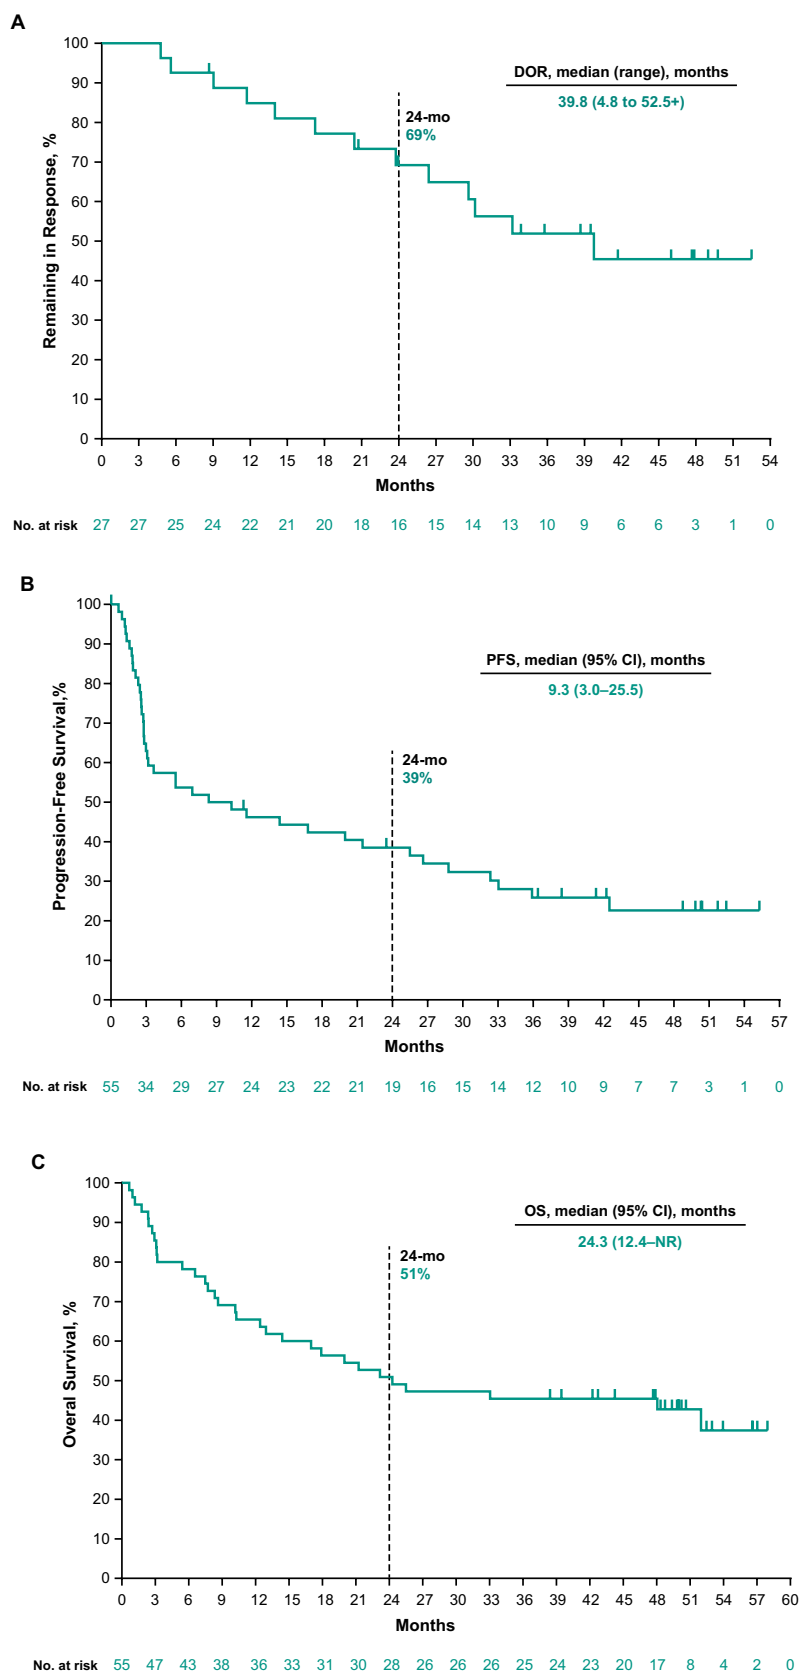 A
DOR, median (range), months
39.8 (4.8 to 52.5+)
24-mo
69%
Remaining in Response, %
100
90
80
70
60
50
40
30
20
10
0
0 3 6 9 12 15 18 21 24 27 30 33 36 39 42 45 48 51 54
Months
No. at risk 27 27 25 24 22 21 20 18 16 15 14 13 10 9 6 6 3 1 0
B
PFS, median (95% CI), months
9.3 (3.0–25.5)
24-mo
39%
Progression-Free Survival,%
100
90
80
70
60
50
40
30
20
10
0
0 3 6 9 12 15 18 21 24 27 30 33 36 39 42 45 48 51 54 57
Months
No. at risk 55 34 29 27 24 23 22 21 19 16 15 14 12 10 9 7 7 3 1 0
C
OS, median (95% CI), months
24.3 (12.4–NR)
24-mo
51%
Overal Survival, %
100
90
80
70
60
50
40
30
20
10
0
0 3 6 9 12 15 18 21 24 27 30 33 36 39 42 45 48 51 54 57 60
Months
No. at risk 55 47 43 38 36 33 31 30 28 26 26 26 25 24 23 20 17 8 4 2 0